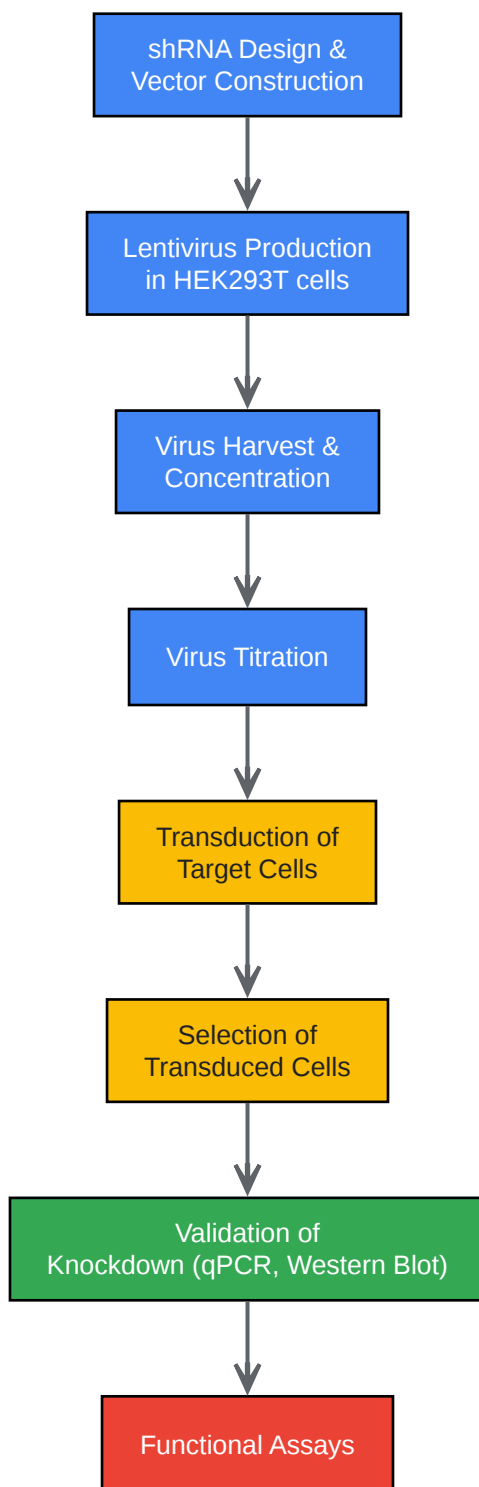 shRNA Design &
Vector Construction
Lentivirus Production
in HEK293T cells
Virus Harvest &
Concentration
Virus Titration
Transduction of
Target Cells
Selection of
Transduced Cells
Validation of
Knockdown (qPCR, Western Blot)
Functional Assays